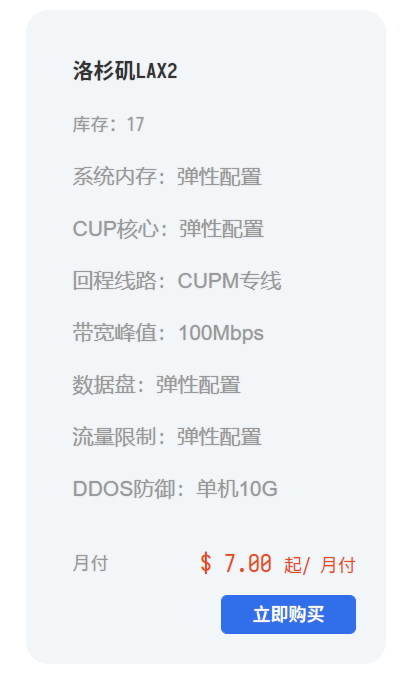 洛杉矶LAX2
库存：17
系统内存：弹性配置
CUP核心：弹性配置
回程线路：CUPM专线
带宽峰值：100Mbps
数据盘：弹性配置
流量限制：弹性配置
DDOS防御：单机10G
月付 $ 7.00 起/ 月付
立即购买